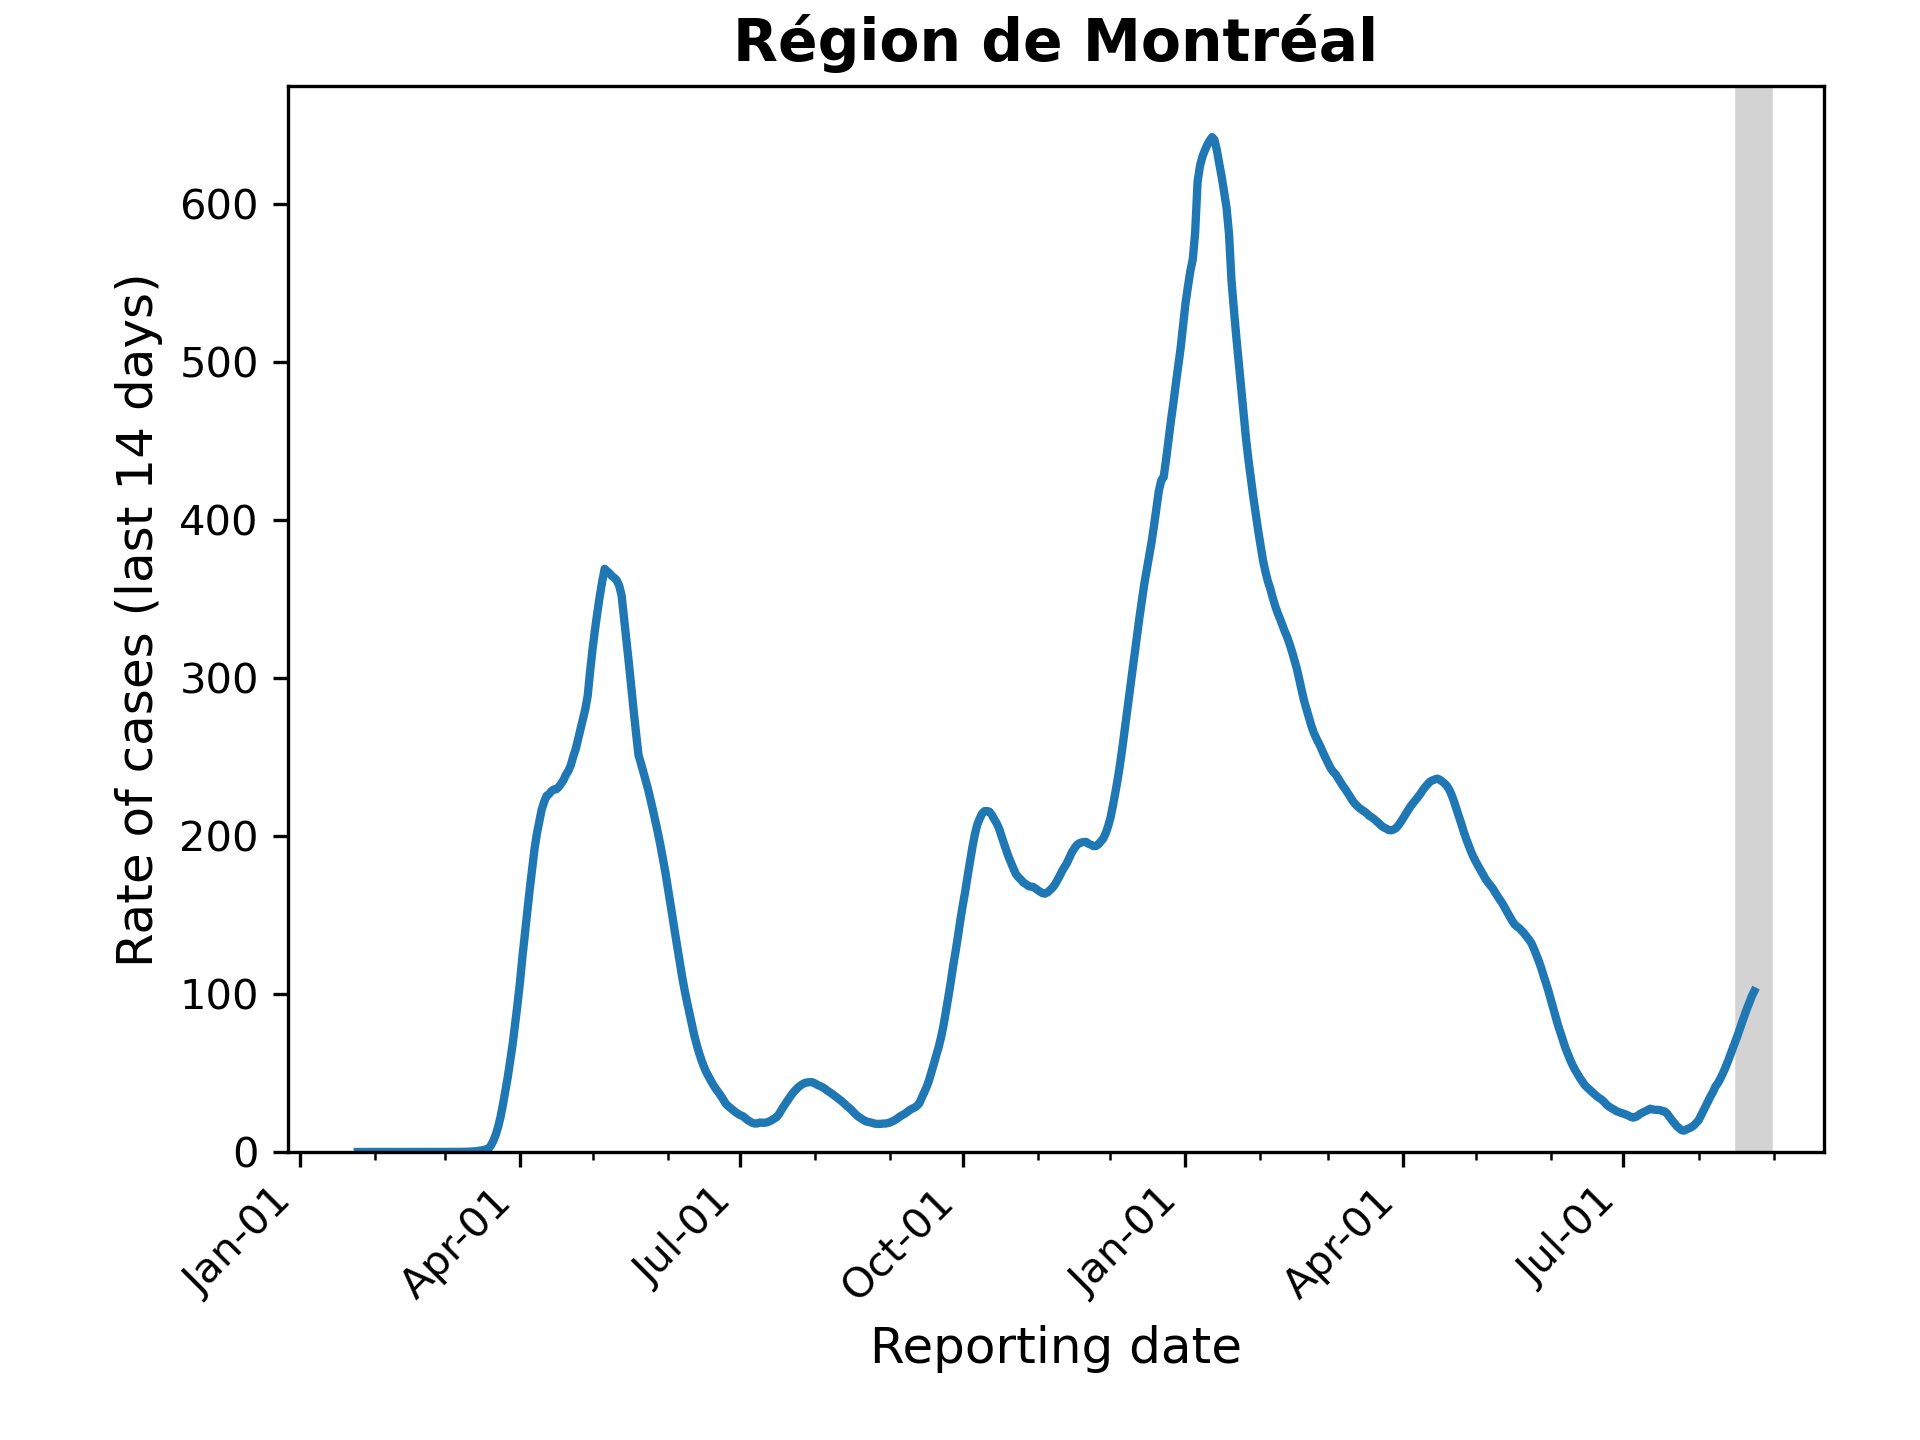 Région de Montréal
Rate of cases (last 14 days)
600
500
400
300
200
100
0
Jan-01
Apr-01
Jul-01
Oct-01
Jan-01
Apr-01
Jul-01
Reporting date